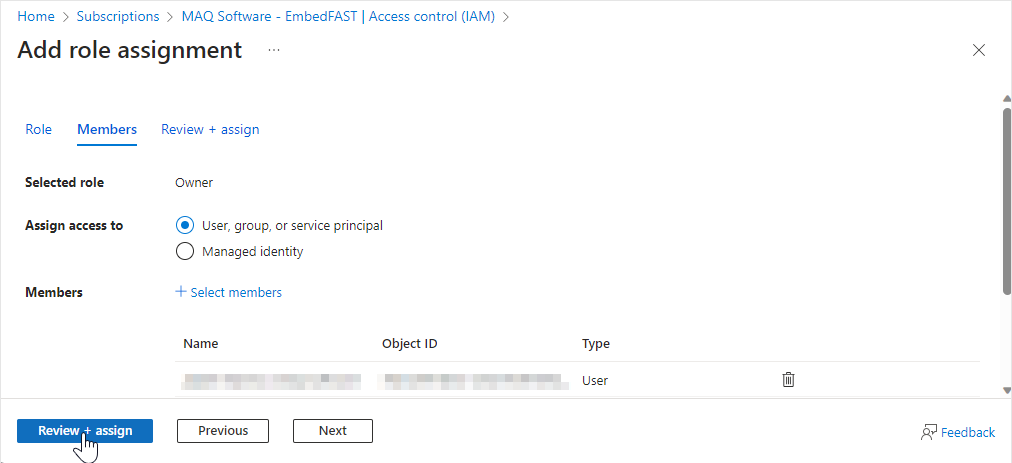 Home > Subscriptions > MAQ Software - EmbedFAST | Access control (IAM) >
Add role assignment ...
Role Members Review + assign
Selected role Owner
Assign access to User, group, or service principal
Managed identity
Members + Select members
Name Object ID Type
User
Review + assign Previous Next Feedback